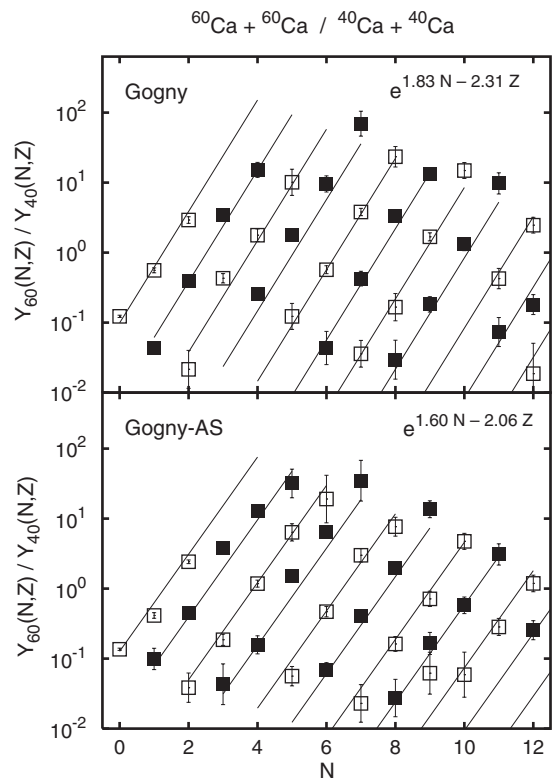 ⁶⁰Ca + ⁶⁰Ca / ⁴⁰Ca + ⁴⁰Ca
Gogny
e^{1.83 N – 2.31 Z}
Y₆₀(N,Z) / Y₄₀(N,Z)
10²
10¹
10⁰
10⁻¹
10⁻²
Gogny-AS
e^{1.60 N – 2.06 Z}
Y₆₀(N,Z) / Y₄₀(N,Z)
10²
10¹
10⁰
10⁻¹
10⁻²
0 2 4 6 8 10 12
N